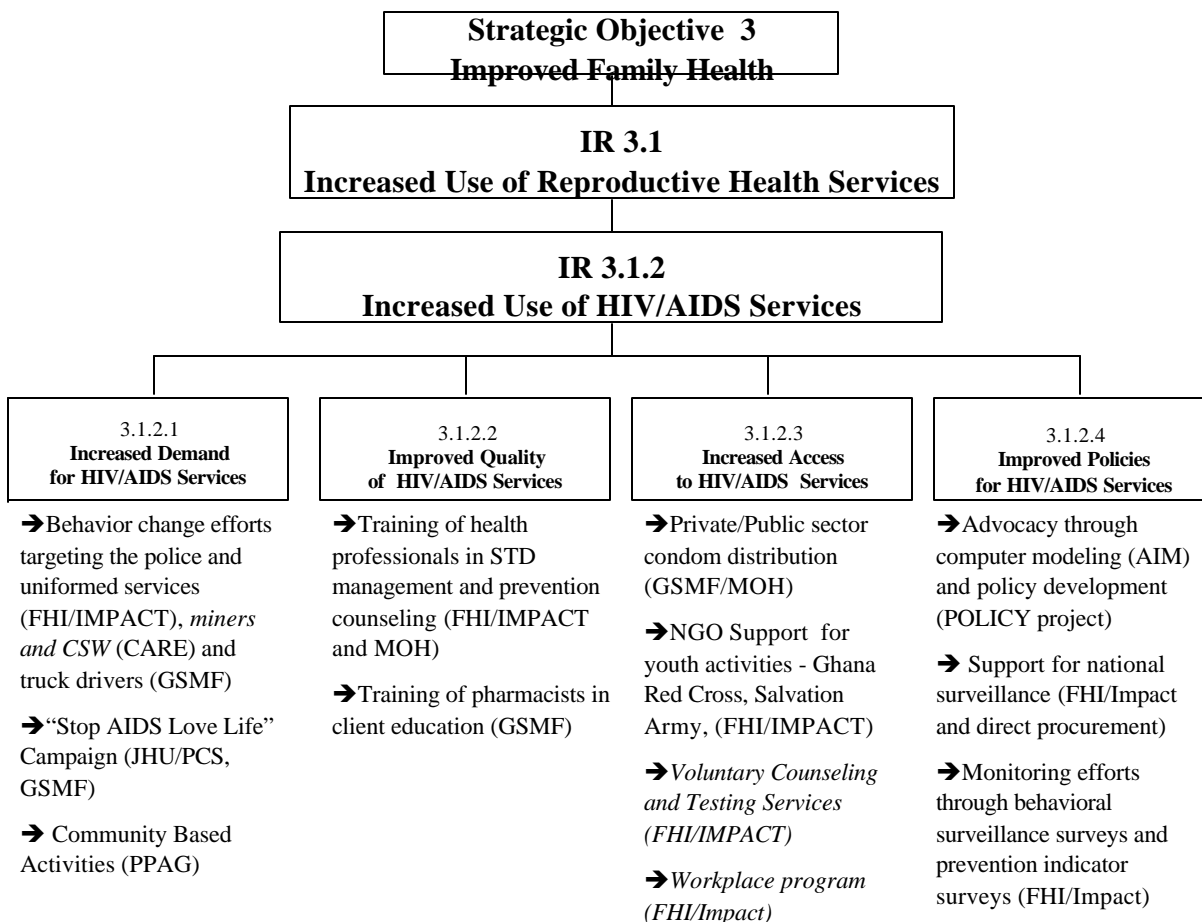 Strategic Objective 3
Improved Family Health
IR 3.1
Increased Use of Reproductive Health Services
IR 3.1.2
Increased Use of HIV/AIDS Services
3.1.2.1
Increased Demand
for HIV/AIDS Services
➔Behavior change efforts
targeting the police and
uniformed services
(FHI/IMPACT), miners
and CSW (CARE) and
truck drivers (GSMF)
➔“Stop AIDS Love Life”
Campaign (JHU/PCS,
GSMF)
➔ Community Based
Activities (PPAG)
3.1.2.2
Improved Quality
of HIV/AIDS Services
➔Training of health
professionals in STD
management and prevention
counseling (FHI/IMPACT
and MOH)
➔Training of pharmacists in
client education (GSMF)
3.1.2.3
Increased Access
to HIV/AIDS Services
➔Private/Public sector
condom distribution
(GSMF/MOH)
➔NGO Support for
youth activities - Ghana
Red Cross, Salvation
Army, (FHI/IMPACT)
➔Voluntary Counseling
and Testing Services
(FHI/IMPACT)
➔Workplace program
(FHI/Impact)
3.1.2.4
Improved Policies
for HIV/AIDS Services
➔Advocacy through
computer modeling (AIM)
and policy development
(POLICY project)
➔ Support for national
surveillance (FHI/Impact
and direct procurement)
➔Monitoring efforts
through behavioral
surveillance surveys and
prevention indicator
surveys (FHI/Impact)